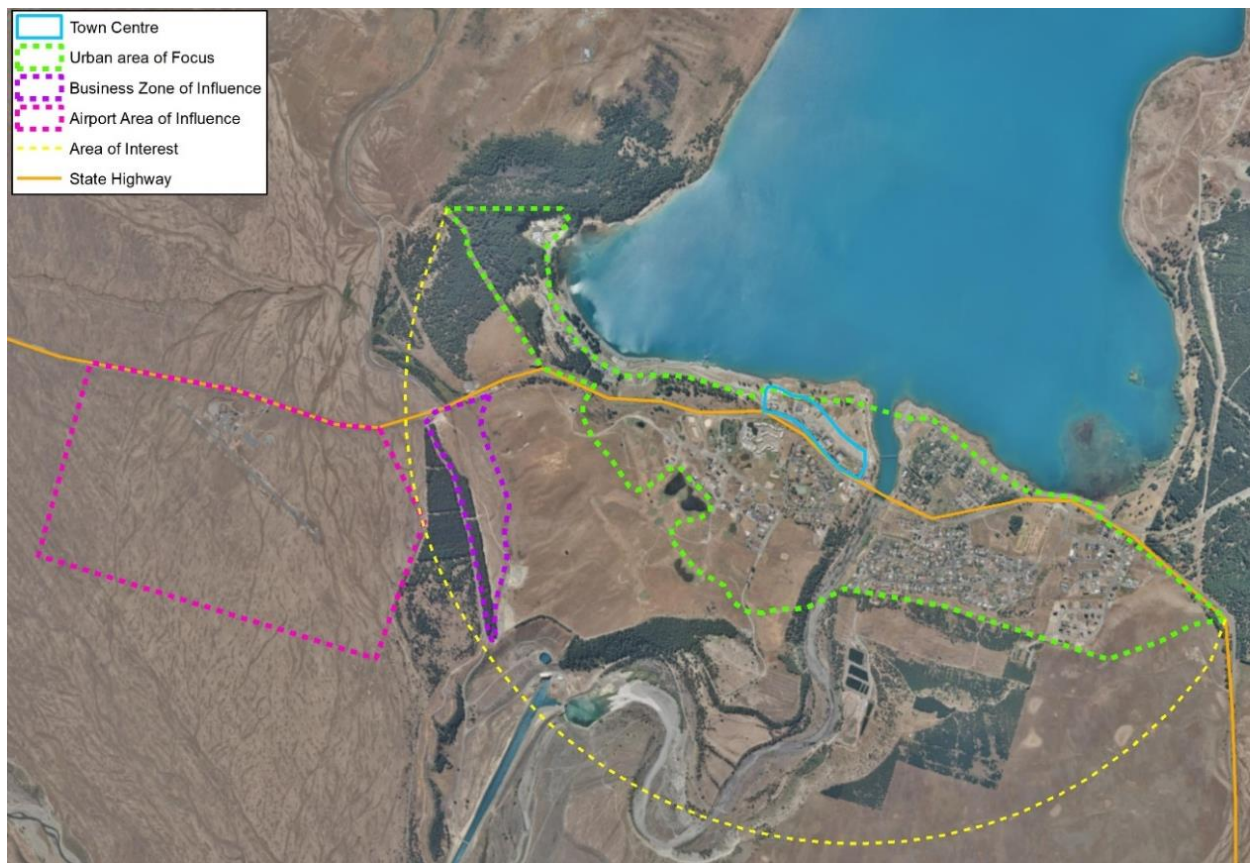 Town Centre
Urban area of Focus
Business Zone of Influence
Airport Area of Influence
Area of Interest
State Highway